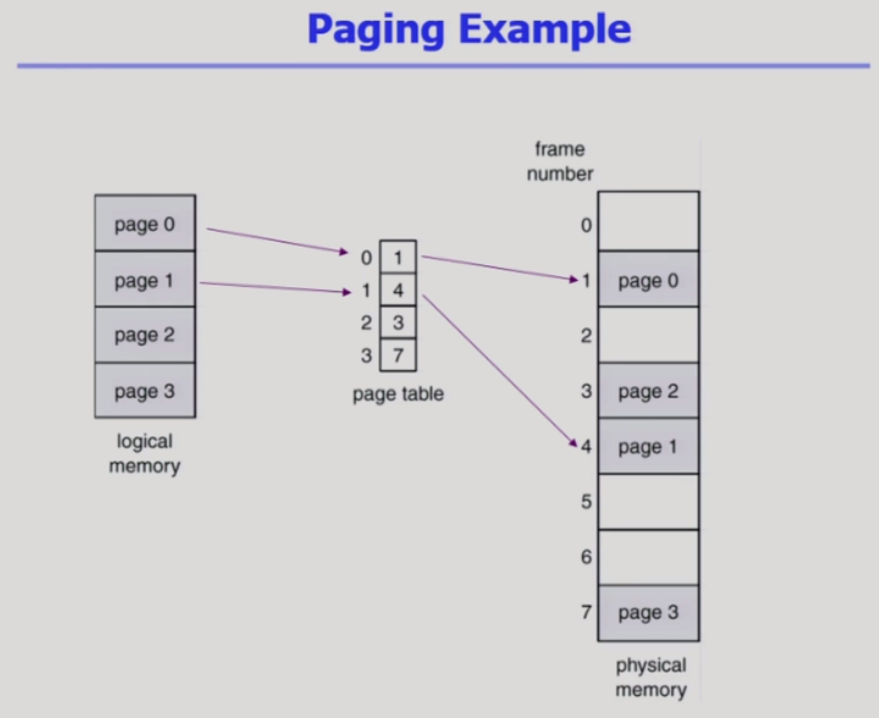 Paging Example
frame
number
page 0
page 1
page 2
page 3
logical
memory
0 1
1 4
2 3
3 7
page table
0
1 page 0
2
3 page 2
4 page 1
5
6
7 page 3
physical
memory